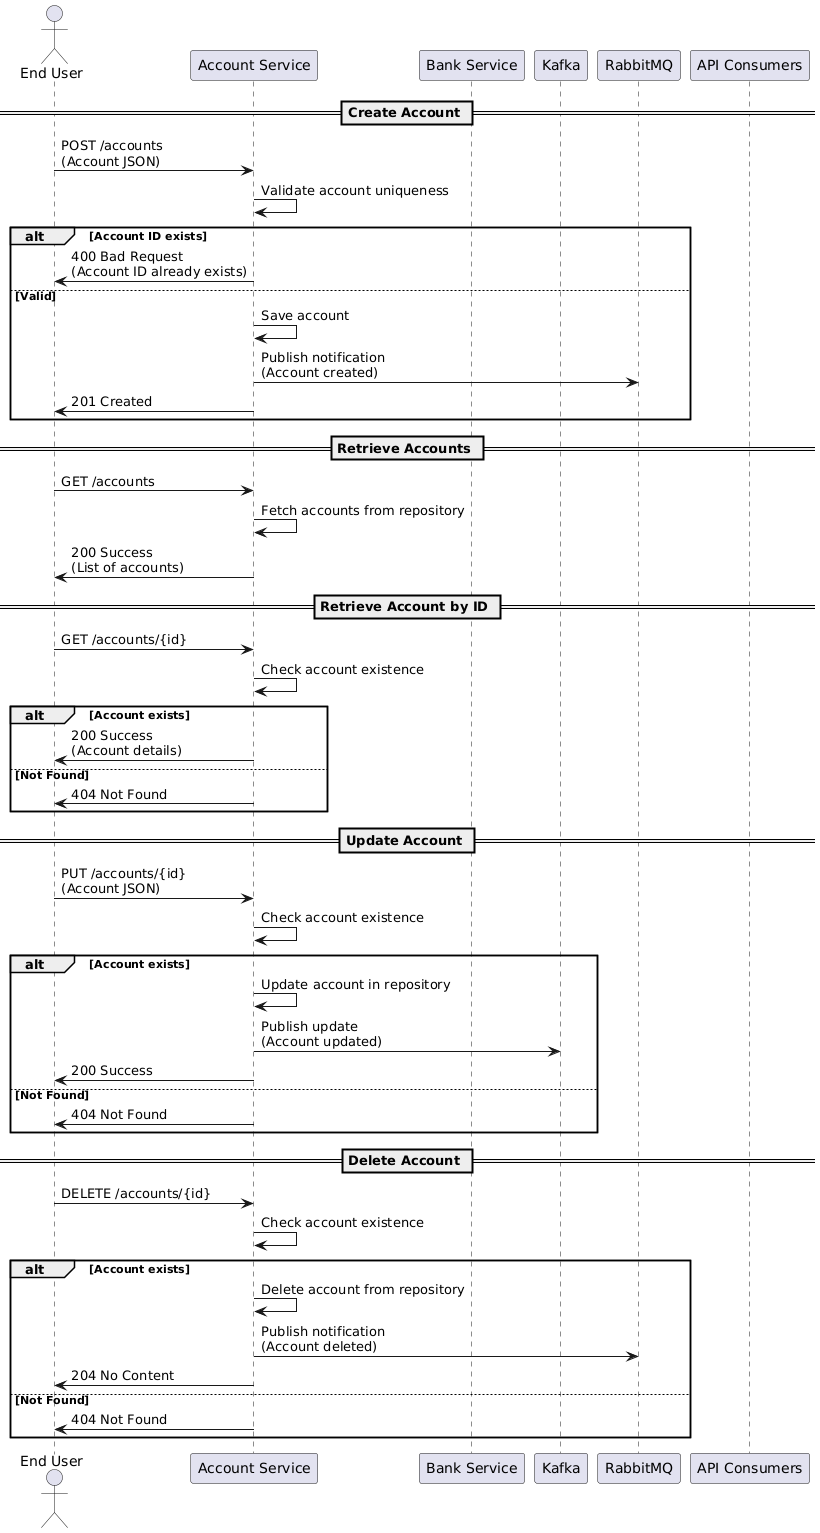 End User
Account Service
Bank Service
Kafka
RabbitMQ
API Consumers
Create Account
POST /accounts
(Account JSON)
Validate account uniqueness
alt
[Account ID exists]
400 Bad Request
(Account ID already exists)
[Valid]
Save account
Publish notification
(Account created)
201 Created
Retrieve Accounts
GET /accounts
Fetch accounts from repository
200 Success
(List of accounts)
Retrieve Account by ID
GET /accounts/{id}
Check account existence
alt
[Account exists]
200 Success
(Account details)
[Not Found]
404 Not Found
Update Account
PUT /accounts/{id}
(Account JSON)
Check account existence
alt
[Account exists]
Update account in repository
Publish update
(Account updated)
200 Success
[Not Found]
404 Not Found
Delete Account
DELETE /accounts/{id}
Check account existence
alt
[Account exists]
Delete account from repository
Publish notification
(Account deleted)
204 No Content
[Not Found]
404 Not Found
End User
Account Service
Bank Service
Kafka
RabbitMQ
API Consumers